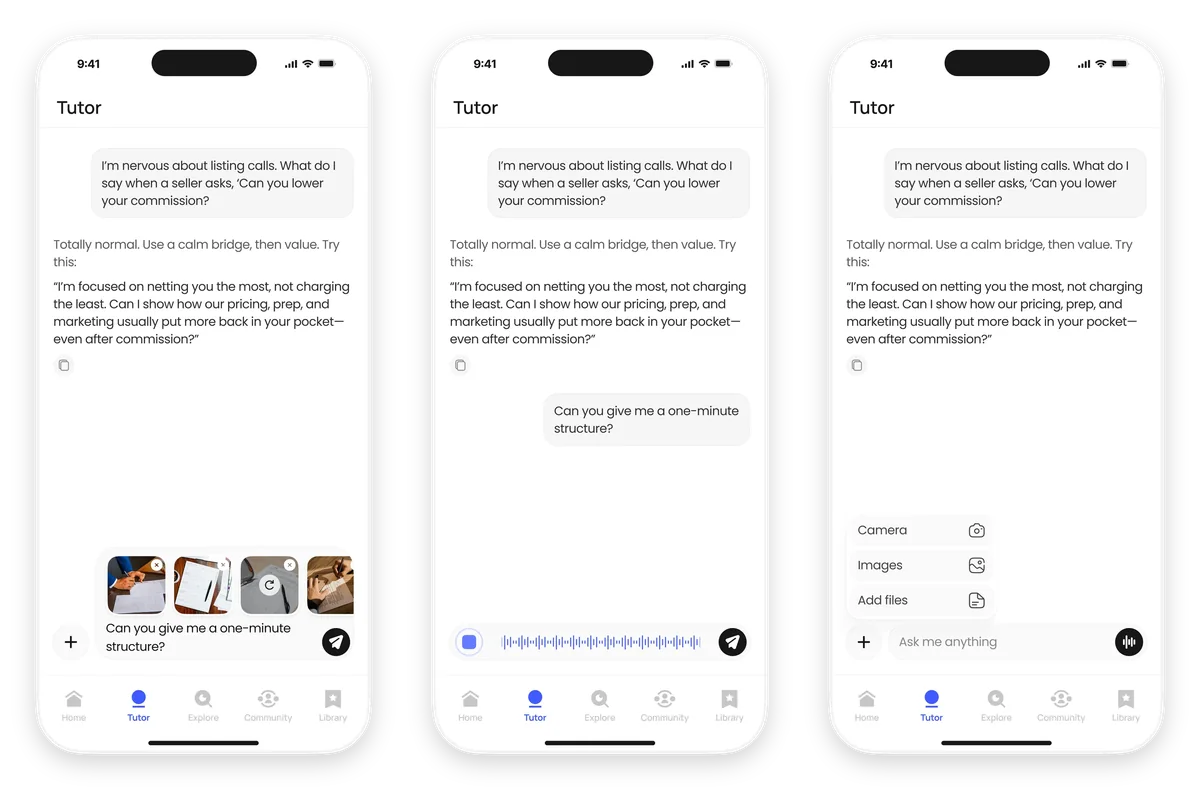 9:41
Tutor
I’m nervous about listing calls. What do I
say when a seller asks, ‘Can you lower
your commission?
Totally normal. Use a calm bridge, then value. Try
this:
“I’m focused on netting you the most, not charging
the least. Can I show how our pricing, prep, and
marketing usually put more back in your pocket—
even after commission?”
Can you give me a one-minute
structure?
Home
Tutor
Explore
Community
Library
9:41
Tutor
I’m nervous about listing calls. What do I
say when a seller asks, ‘Can you lower
your commission?
Totally normal. Use a calm bridge, then value. Try
this:
“I’m focused on netting you the most, not charging
the least. Can I show how our pricing, prep, and
marketing usually put more back in your pocket—
even after commission?”
Can you give me a one-minute
structure?
Home
Tutor
Explore
Community
Library
9:41
Tutor
I’m nervous about listing calls. What do I
say when a seller asks, ‘Can you lower
your commission?
Totally normal. Use a calm bridge, then value. Try
this:
“I’m focused on netting you the most, not charging
the least. Can I show how our pricing, prep, and
marketing usually put more back in your pocket—
even after commission?”
Camera
Images
Add files
Ask me anything
Home
Tutor
Explore
Community
Library